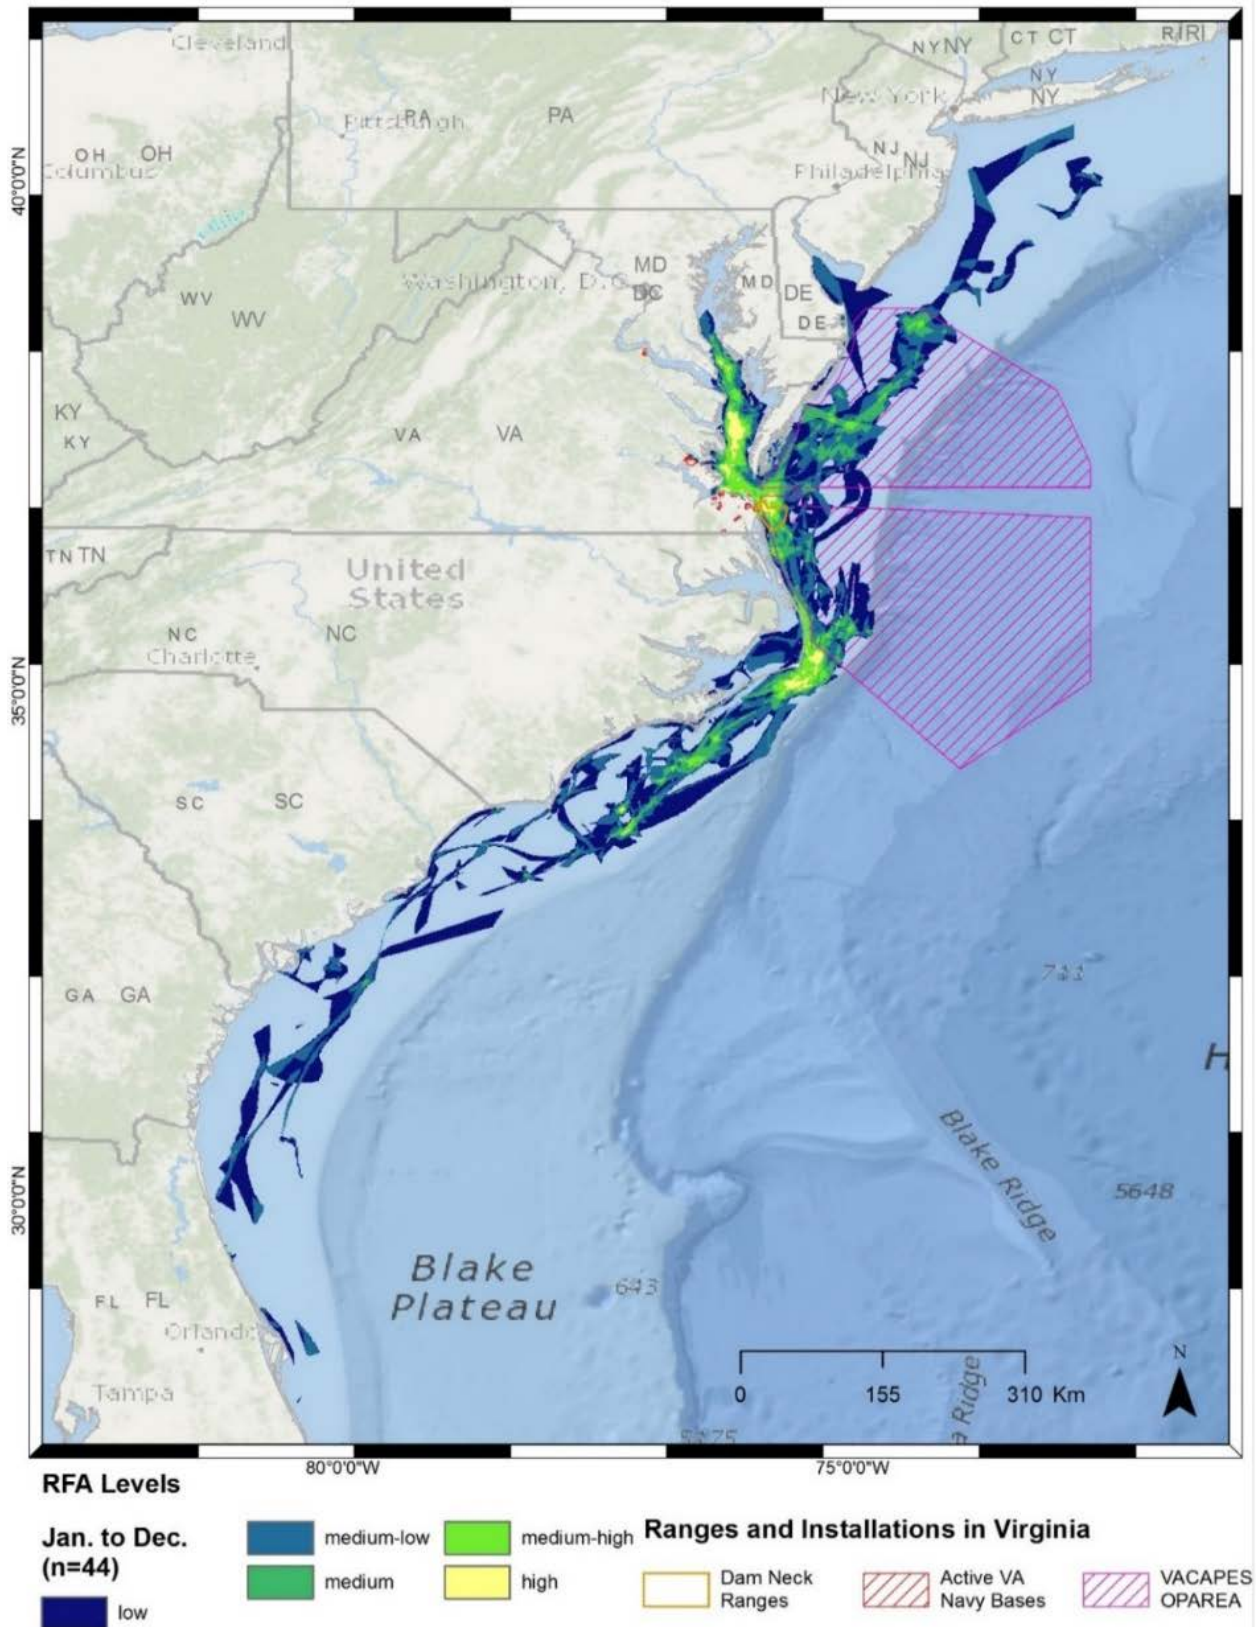 Cleveland
NY NY
CT CT
RI RI
NY
NY
New York
Pittsburgh
PA
PA
OH OH
Columbus
NJ
NJ
Philadelphia
40°0'0"N
Ohio
MD
Washington, D.C.
DC
MD
DE
DE
WV
WV
KY
KY
VA
VA
TN TN
United
States
NC
NC
Charlotte
35°0'0"N
SC
SC
GA
GA
741
H
Blake Ridge
5648
30°0'0"N
Blake
Plateau
643
FL
FL
Orlando
Tampa
N
0 155 310 Km
a Ridge
80°0'0"W
75°0'0"W
RFA Levels
Jan. to Dec.
(n=44)
low
medium-low
medium
medium-high
high
Ranges and Installations in Virginia
Dam Neck
Ranges
Active VA
Navy Bases
VACAPES
OPAREA